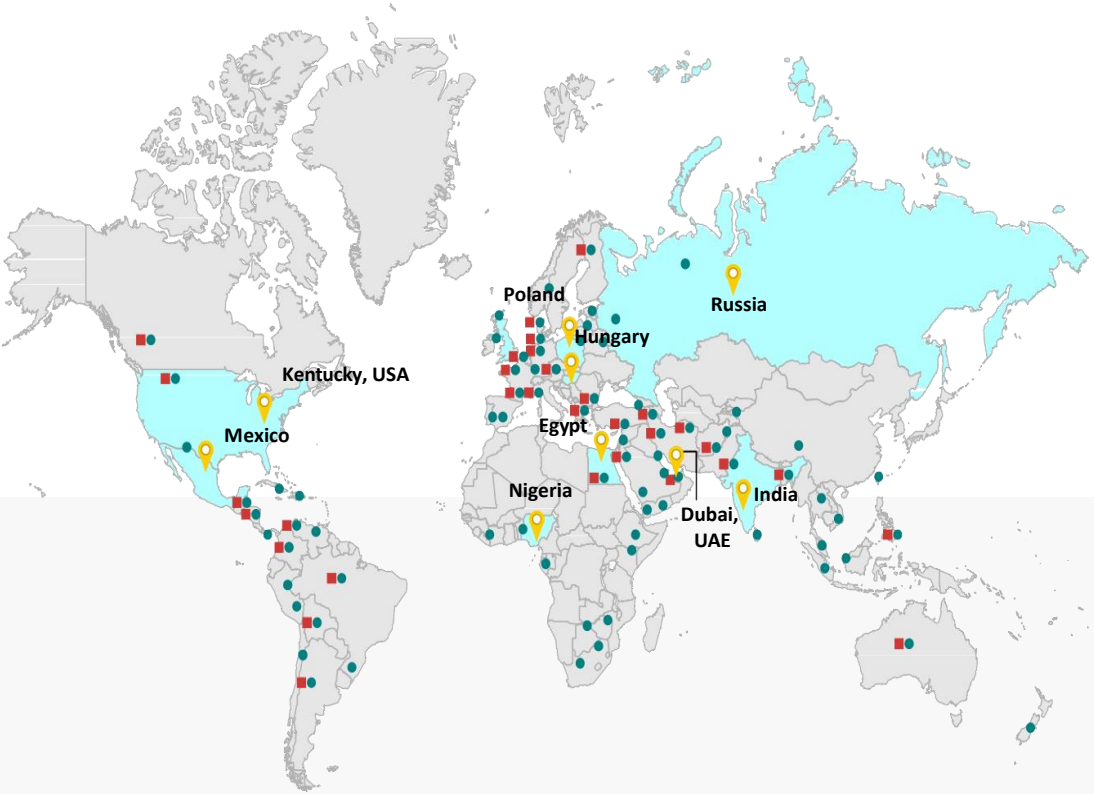 Poland
Russia
Hungary
Kentucky, USA
Mexico
Egypt
Nigeria
India
Dubai,
UAE